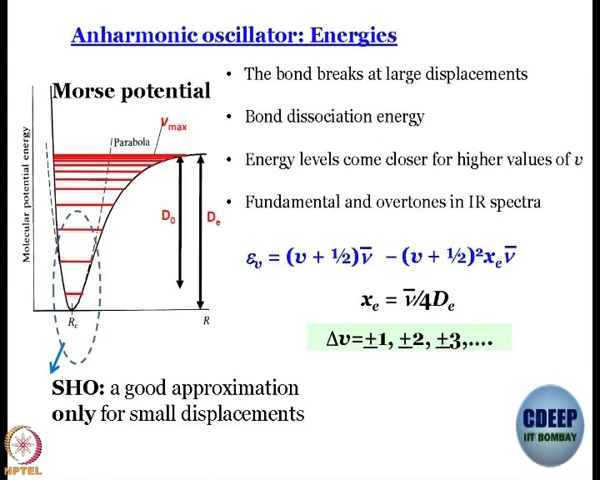 Anharmonic oscillator: Energies
Morse potential
Vmax
Parabola
Molecular potential energy
D₀
Dₑ
Rₑ
R
• The bond breaks at large displacements
• Bond dissociation energy
• Energy levels come closer for higher values of υ
• Fundamental and overtones in IR spectra
ευ = (υ + ½)ν̅ – (υ + ½)²xₑν̅
xₑ = ν̅/4Dₑ
Δυ=±1, ±2, ±3,....
SHO: a good approximation
only for small displacements
CDEEP
IIT BOMBAY
NPTEL